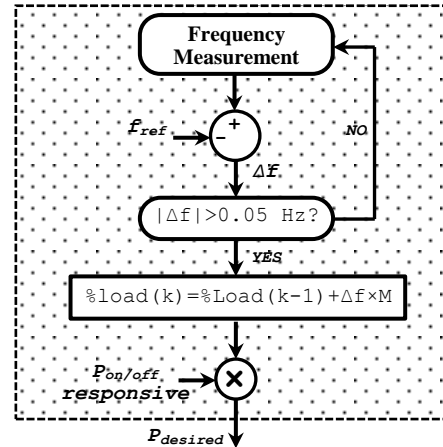 Frequency
Measurement
+
f_ref
-
NO
Δf
|Δf|>0.05 Hz?
YES
%load(k)=%Load(k-1)+Δf×M
P_on/off
responsive
×
P_desired